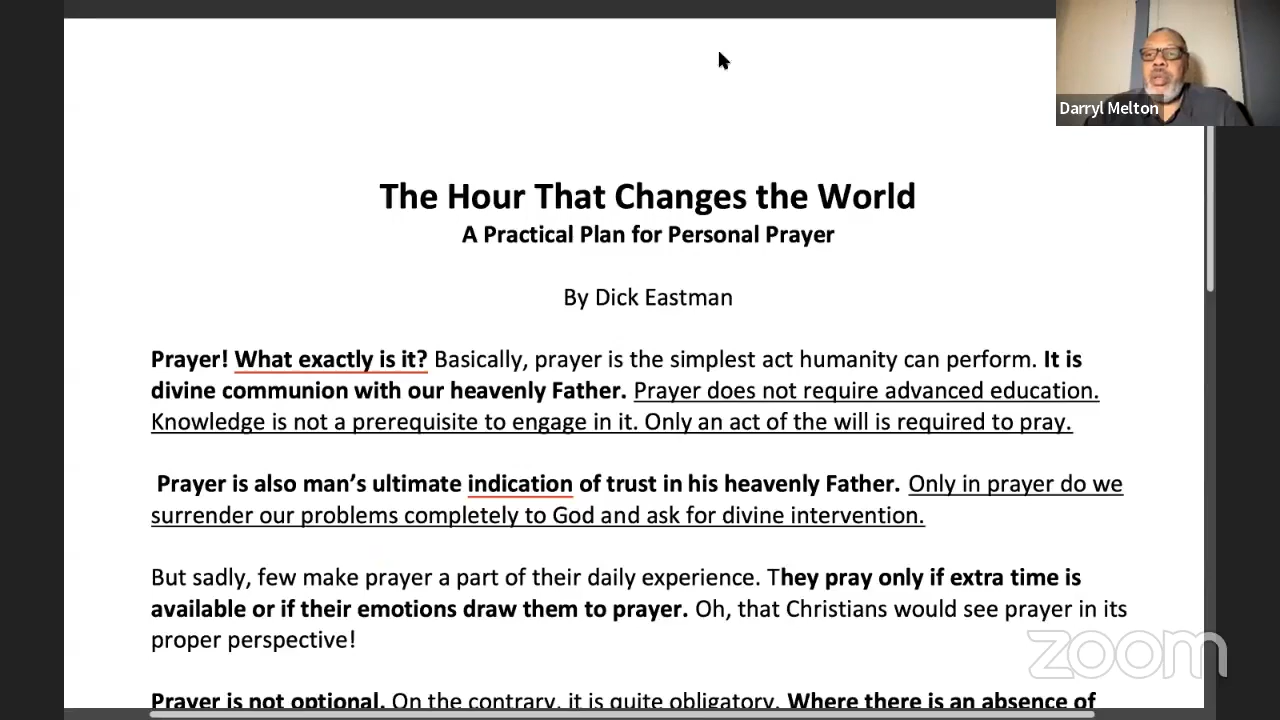 Darryl Melton
The Hour That Changes the World
A Practical Plan for Personal Prayer
By Dick Eastman
Prayer! What exactly is it? Basically, prayer is the simplest act humanity can perform. It is
divine communion with our heavenly Father. Prayer does not require advanced education.
Knowledge is not a prerequisite to engage in it. Only an act of the will is required to pray.
Prayer is also man’s ultimate indication of trust in his heavenly Father. Only in prayer do we
surrender our problems completely to God and ask for divine intervention.
But sadly, few make prayer a part of their daily experience. They pray only if extra time is
available or if their emotions draw them to prayer. Oh, that Christians would see prayer in its
proper perspective!
zoom
Prayer is not optional. On the contrary, it is quite obligatory. Where there is an absence of